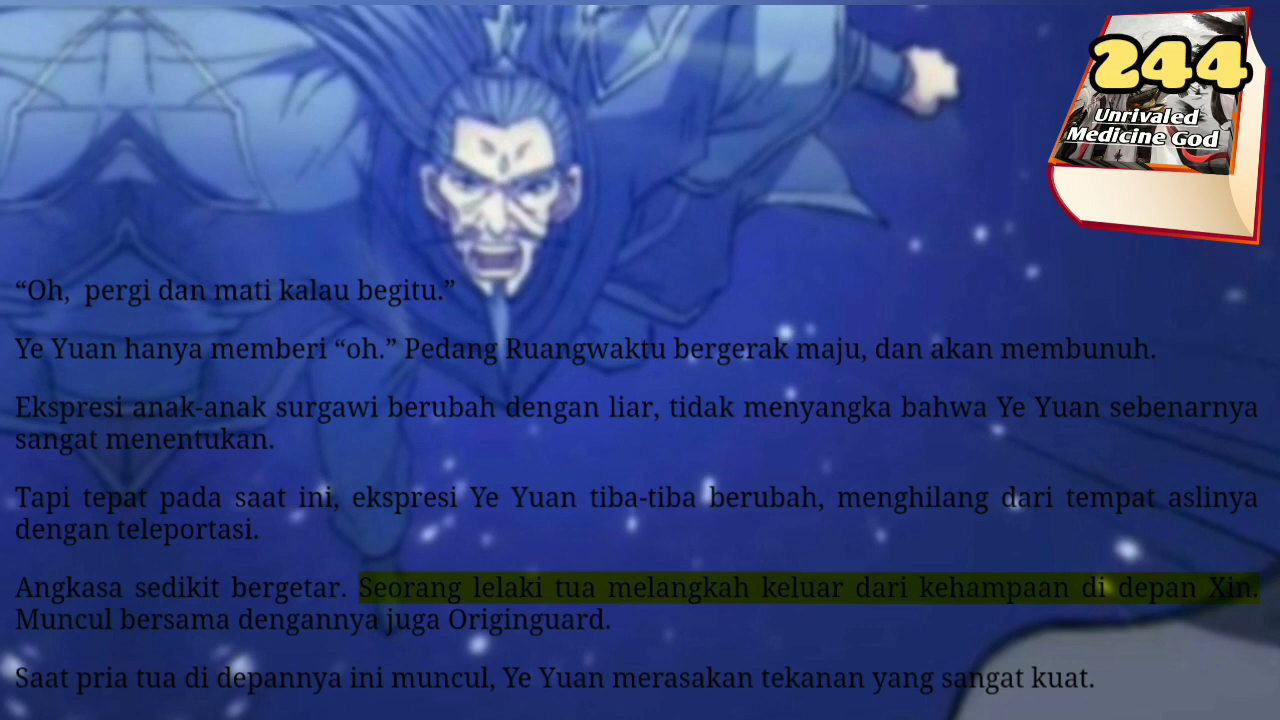 244
Unrivaled
Medicine God
“Oh,  pergi dan mati kalau begitu.”
Ye Yuan hanya memberi “oh.” Pedang Ruangwaktu bergerak maju, dan akan membunuh.
Ekspresi anak-anak surgawi berubah dengan liar, tidak menyangka bahwa Ye Yuan sebenarnya
sangat menentukan.
Tapi tepat pada saat ini, ekspresi Ye Yuan tiba-tiba berubah, menghilang dari tempat aslinya
dengan teleportasi.
Angkasa sedikit bergetar. Seorang lelaki tua melangkah keluar dari kehampaan di depan Xin.
Muncul bersama dengannya juga Originguard.
Saat pria tua di depannya ini muncul, Ye Yuan merasakan tekanan yang sangat kuat.